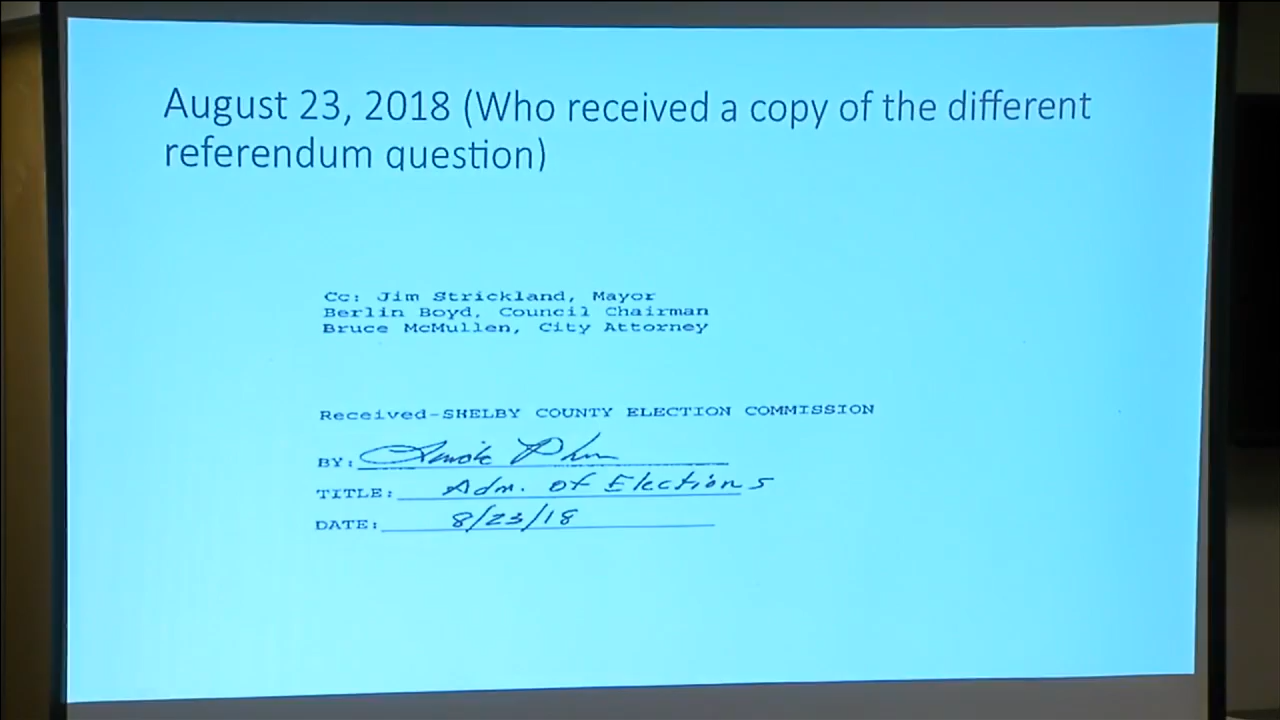 August 23, 2018 (Who received a copy of the different
referendum question)
Cc: Jim Strickland, Mayor
Berlin Boyd, Council Chairman
Bruce McMullen, City Attorney
Received-SHELBY COUNTY ELECTION COMMISSION
BY:
TITLE: Adm. of Elections
DATE: 8/23/18